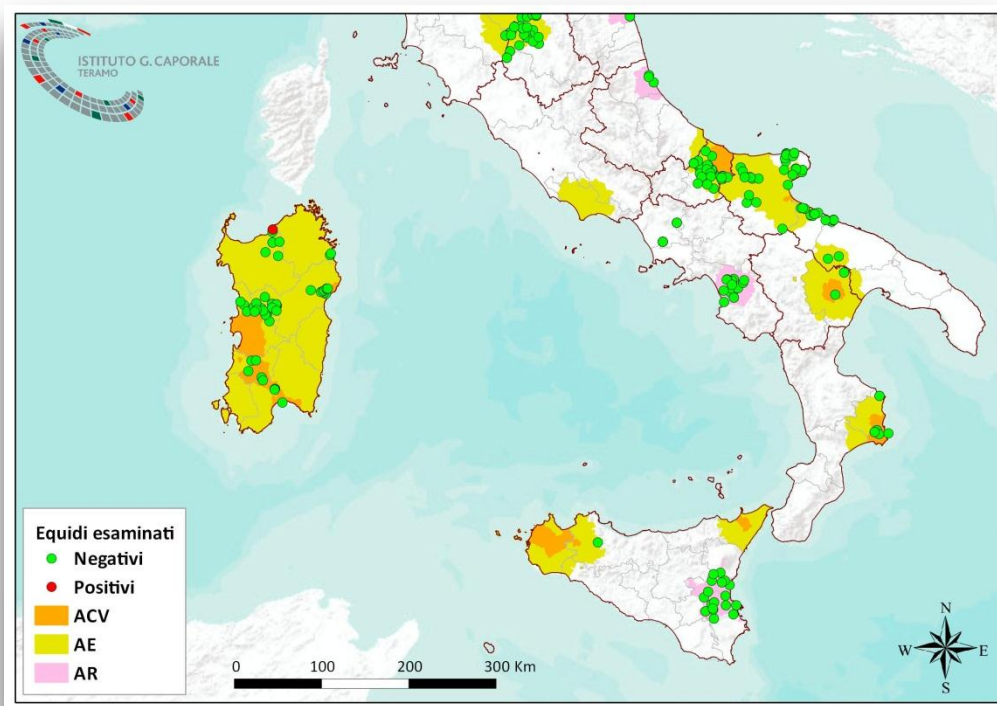 ISTITUTO G. CAPORALE
TERAMO
Equidi esaminati
Negativi
Positivi
ACV
AE
AR
0 100 200 300 Km
N
W E
S